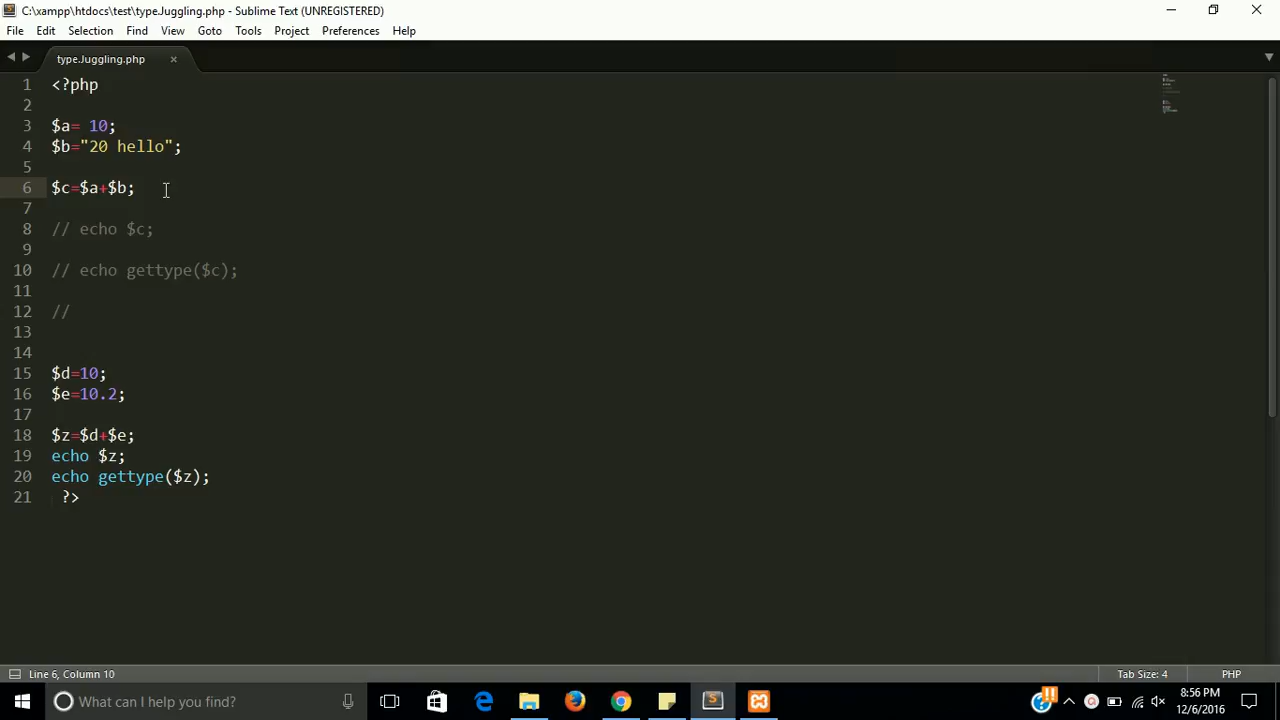 C:\xampp\htdocs\test\type.Juggling.php - Sublime Text (UNREGISTERED)
File Edit Selection Find View Goto Tools Project Preferences Help
type.Juggling.php
1 <?php
2
3 $a= 10;
4 $b="20 hello";
5
6 $c=$a+$b;
7
8 // echo $c;
9
10 // echo gettype($c);
11
12 //
13
14
15 $d=10;
16 $e=10.2;
17
18 $z=$d+$e;
19 echo $z;
20 echo gettype($z);
21 ?>
Line 6, Column 10 Tab Size: 4 PHP
What can I help you find? 8:56 PM
12/6/2016